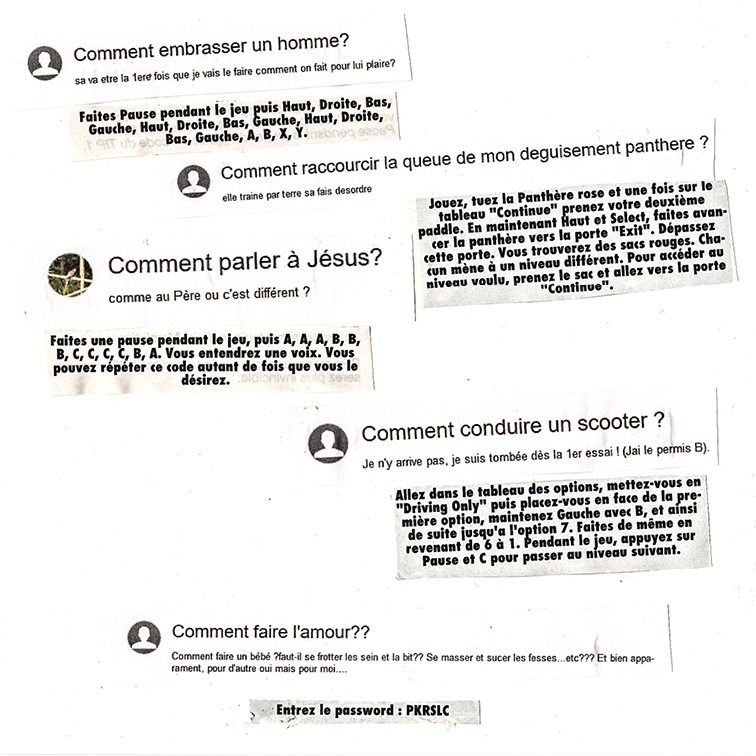 Comment embrasser un homme?
sa va etre la 1ere fois que je vais le faire comment on fait pour lui plaire?
Faites Pause pendant le jeu puis Haut, Droite, Bas,
Gauche, Haut, Droite, Bas, Gauche, Haut, Droite,
Bas, Gauche, A, B, X, Y.
Comment raccourcir la queue de mon deguisement panthere ?
elle traine par terre sa fais desordre
Jouez, tuez la Panthère rose et une fois sur le
tableau "Continue" prenez votre deuxième
paddle. En maintenant Haut et Select, faites avan-
cer la panthère vers la porte "Exit". Dépassez
cette porte. Vous trouverez des sacs rouges. Cha-
cun mène à un niveau différent. Pour accéder au
niveau voulu, prenez le sac et allez vers la porte
"Continue".
Comment parler à Jésus?
comme au Père ou c'est différent ?
Faites une pause pendant le jeu, puis A, A, A, B, B,
B, C, C, C, C, B, A. Vous entendrez une voix. Vous
pouvez répéter ce code autant de fois que vous le
désirez.
Comment conduire un scooter ?
Je n'y arrive pas, je suis tombée dès la 1er essai ! (Jai le permis B).
Allez dans le tableau des options, mettez-vous en
"Driving Only" puis placez-vous en face de la pre-
mière option, maintenez Gauche avec B, et ainsi
de suite jusqu'a l'option 7. Faites de même en
revenant de 6 à 1. Pendant le jeu, appuyez sur
Pause et C pour passer au niveau suivant.
Comment faire l'amour??
Comment faire un bébé ?faut-il se frotter les sein et la bit?? Se masser et sucer les fesses...etc??? Et bien appa-
rament, pour d'autre oui mais pour moi....
Entrez le password : PKRSLC